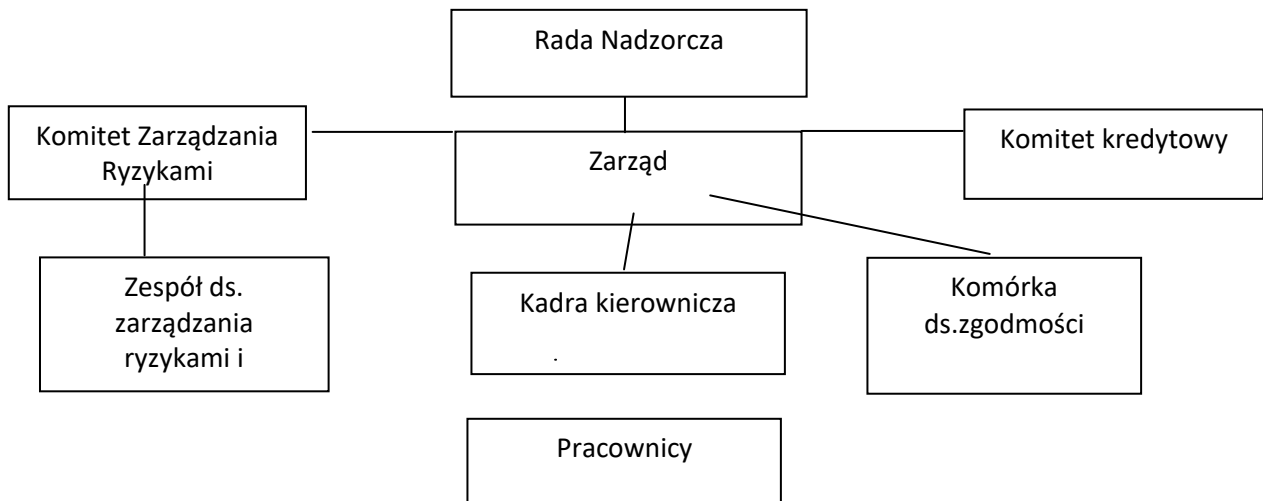 Rada Nadzorcza
Komitet Zarządzania
Ryzykami
Zarząd
Komitet kredytowy
Zespół ds.
zarządzania
ryzykami i
Kadra kierownicza
.
Komórka
ds.zgodmości
Pracownicy